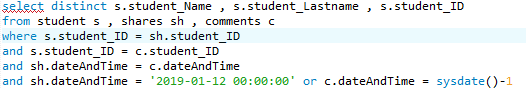 select distinct s.student_Name , s.student_Lastname , s.student_ID
from student s , shares sh , comments c
where s.student_ID = sh.student_ID
and s.student_ID = c.student_ID
and sh.dateAndTime = c.dateAndTime
and sh.dateAndTime = '2019-01-12 00:00:00' or c.dateAndTime = sysdate()-1